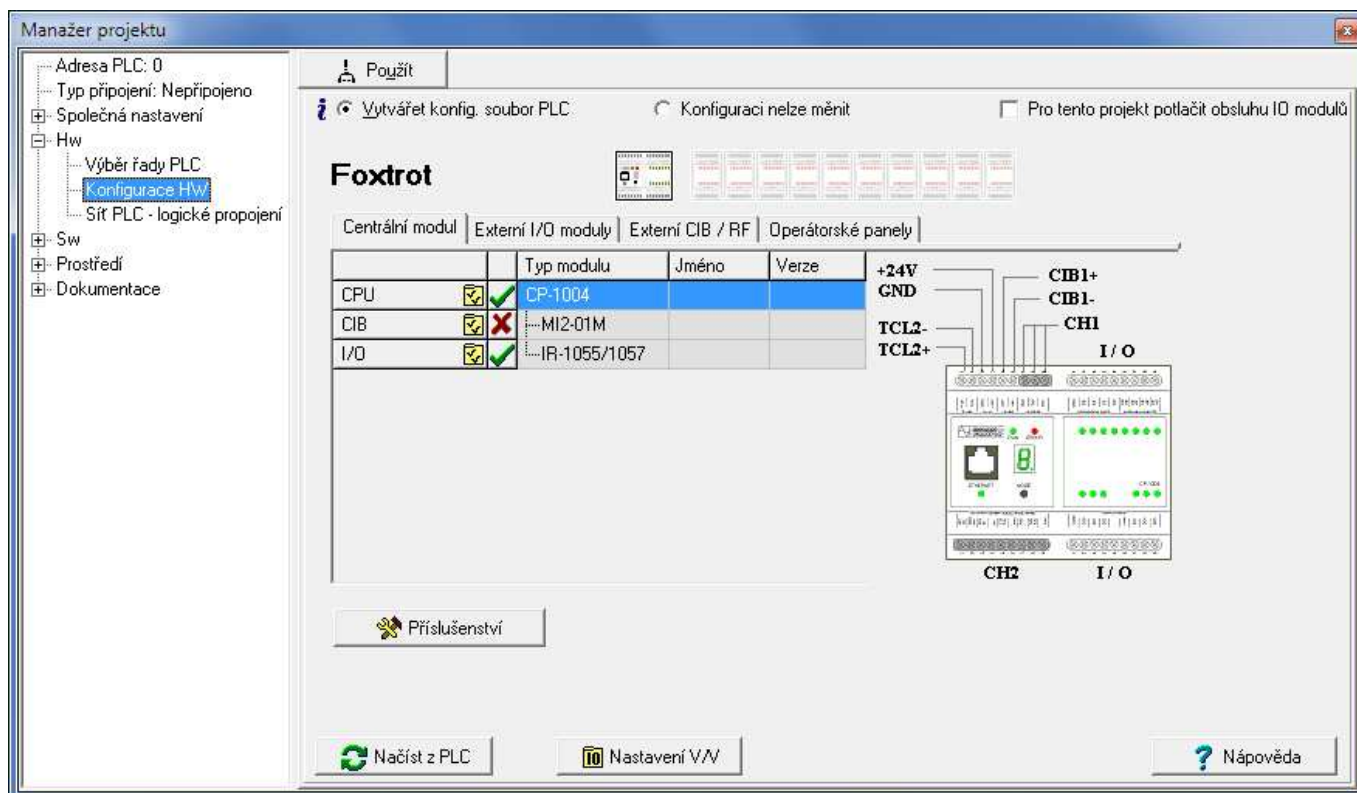 Manažer projektu
Adresa PLC: 0
Typ připojení: Nepřipojeno
Společná nastavení
Hw
Výběr řady PLC
Konfigurace HW
Síť PLC - logické propojení
Sw
Prostředí
Dokumentace
Použít
Vytvářet konfig. soubor PLC
Konfiguraci nelze měnit
Pro tento projekt potlačit obsluhu IO modulů
Foxtrot
Centrální modul
Externí I/O moduly
Externí CIB / RF
Operátorské panely
Typ modulu Jméno Verze
CPU CP-1004
CIB MI2-01M
I/O IR-1055/1057
+24V
GND
TCL2-
TCL2+
CIB1+
CIB1-
CH1
I / O
CH2
I / O
Příslušenství
Načíst z PLC
Nastavení V/V
Nápověda